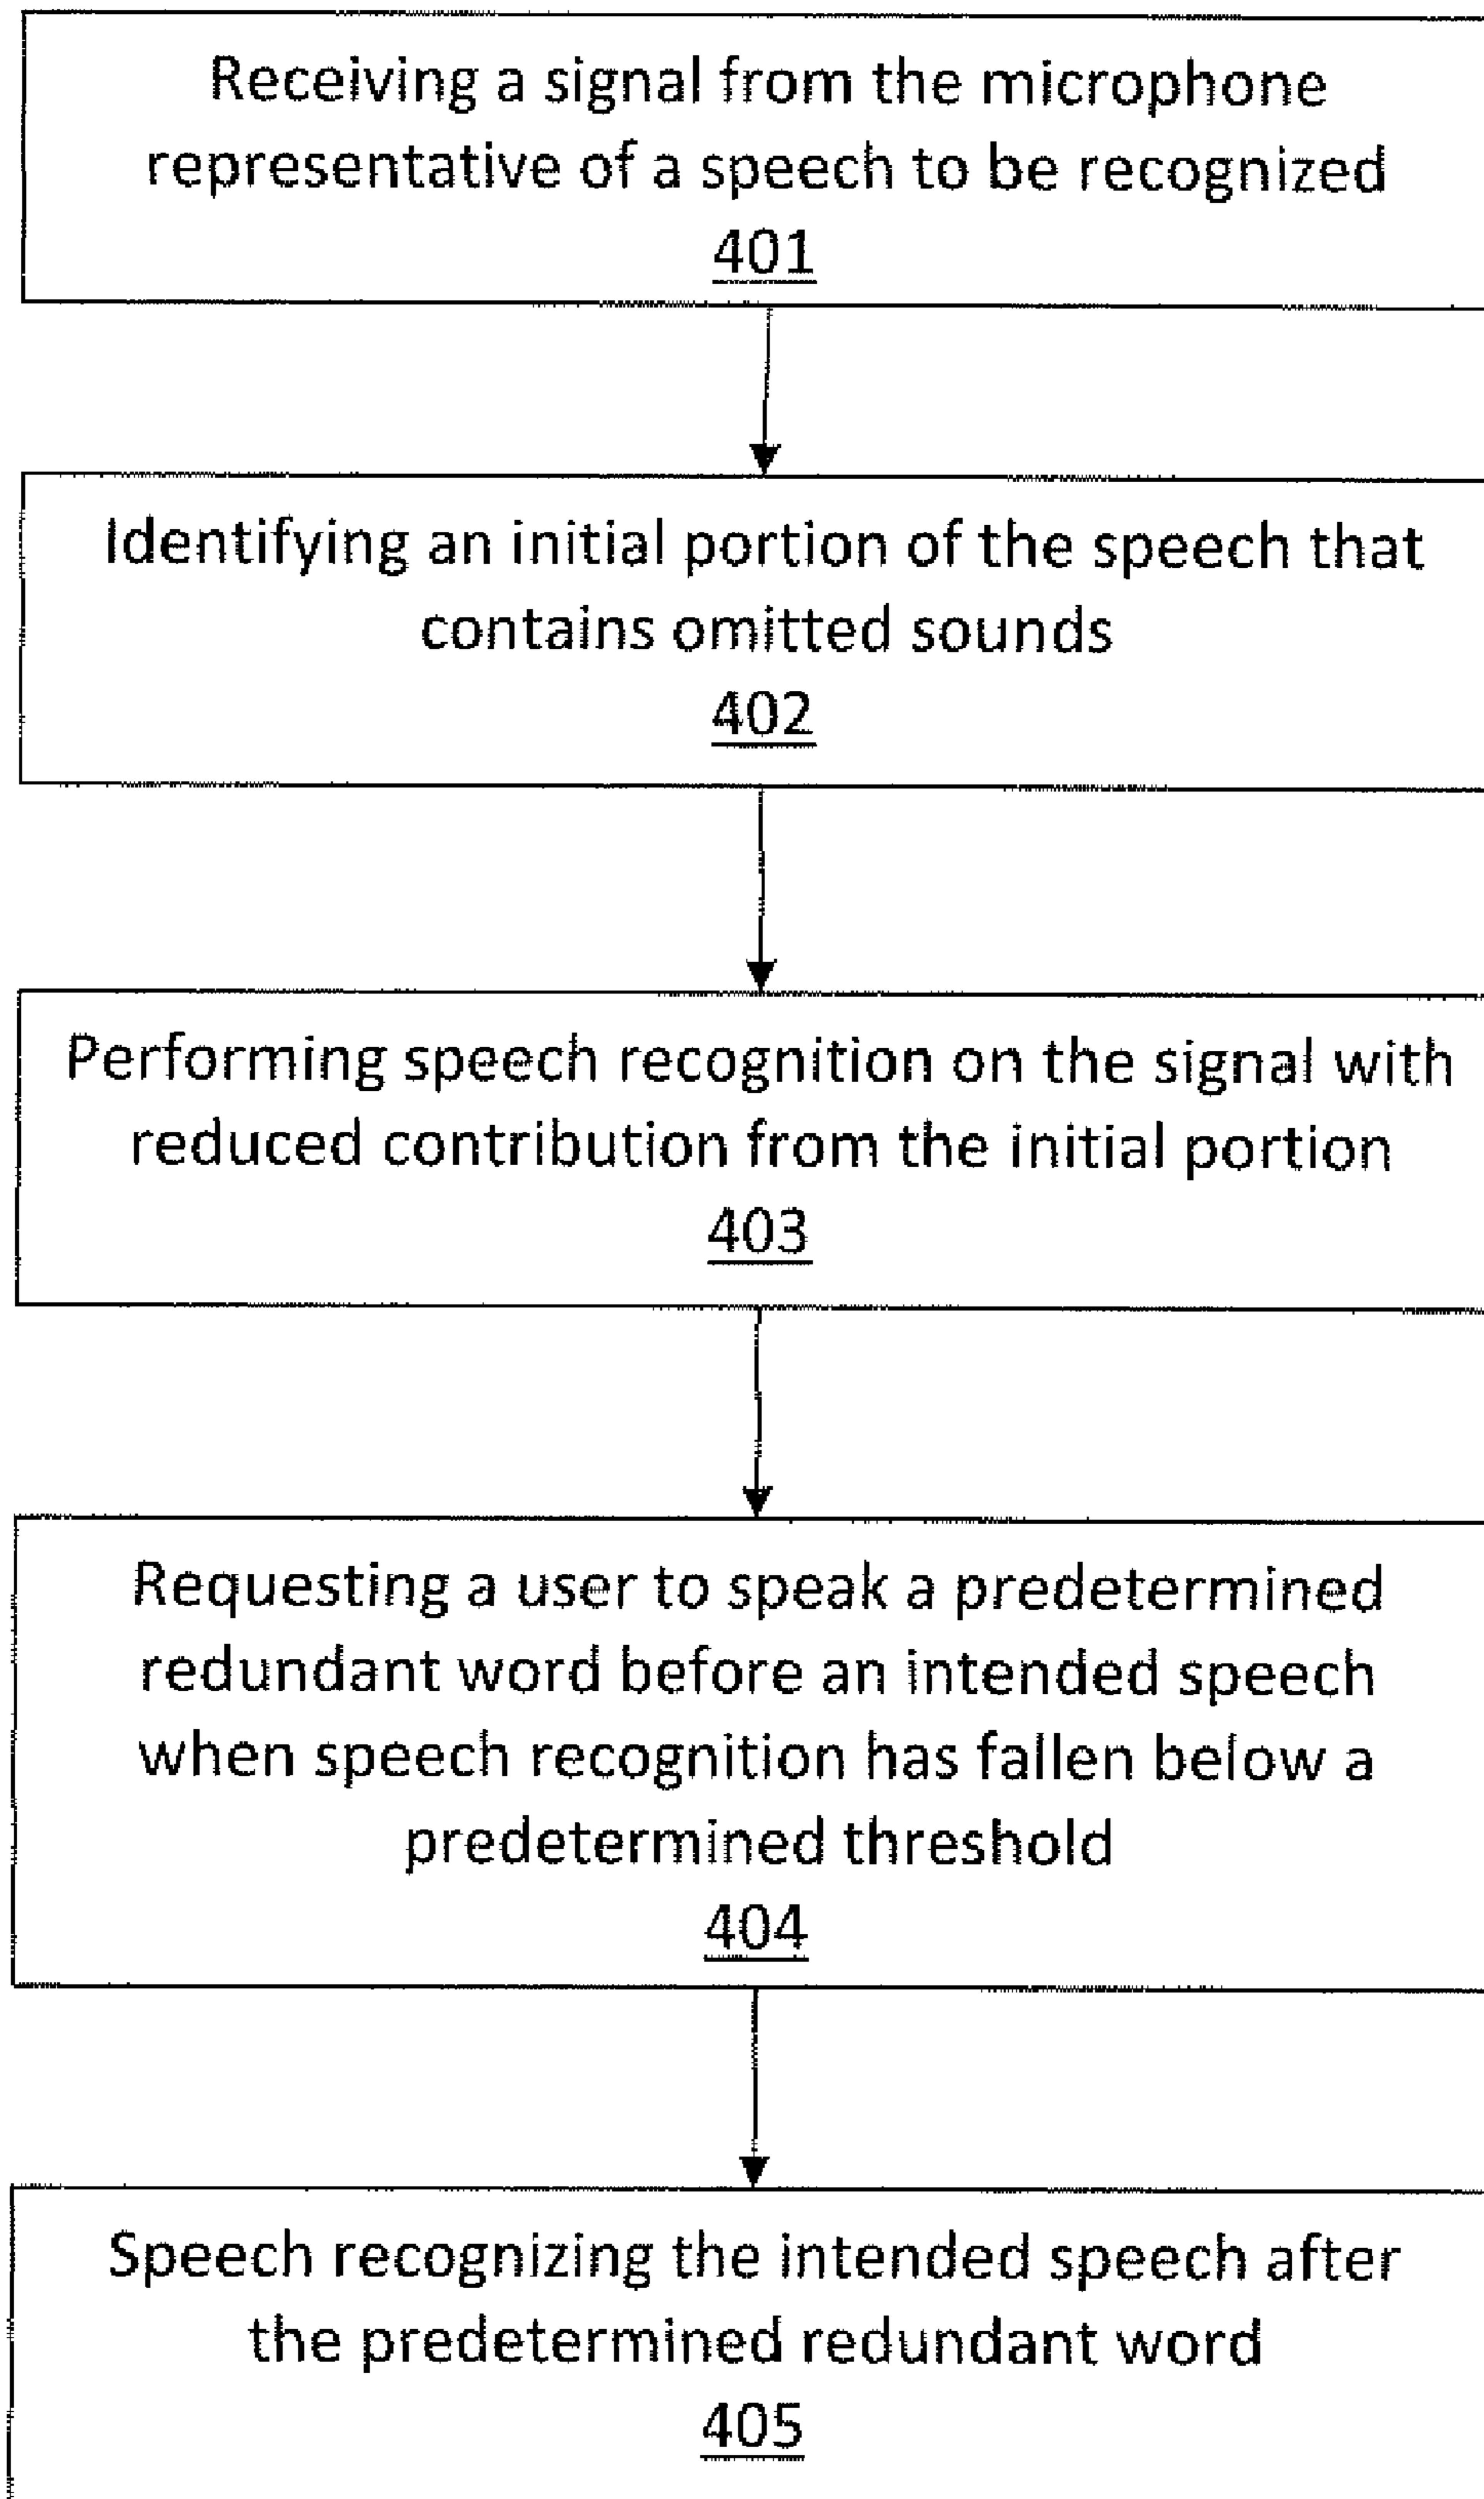 Receiving a signal from the microphone
representative of a speech to be recognized
401
Identifying an initial portion of the speech that
contains omitted sounds
402
Performing speech recognition on the signal with
reduced contribution from the initial portion
403
Requesting a user to speak a predetermined
redundant word before an intended speech
when speech recognition has fallen below a
predetermined threshold
404
Speech recognizing the intended speech after
the predetermined redundant word
405